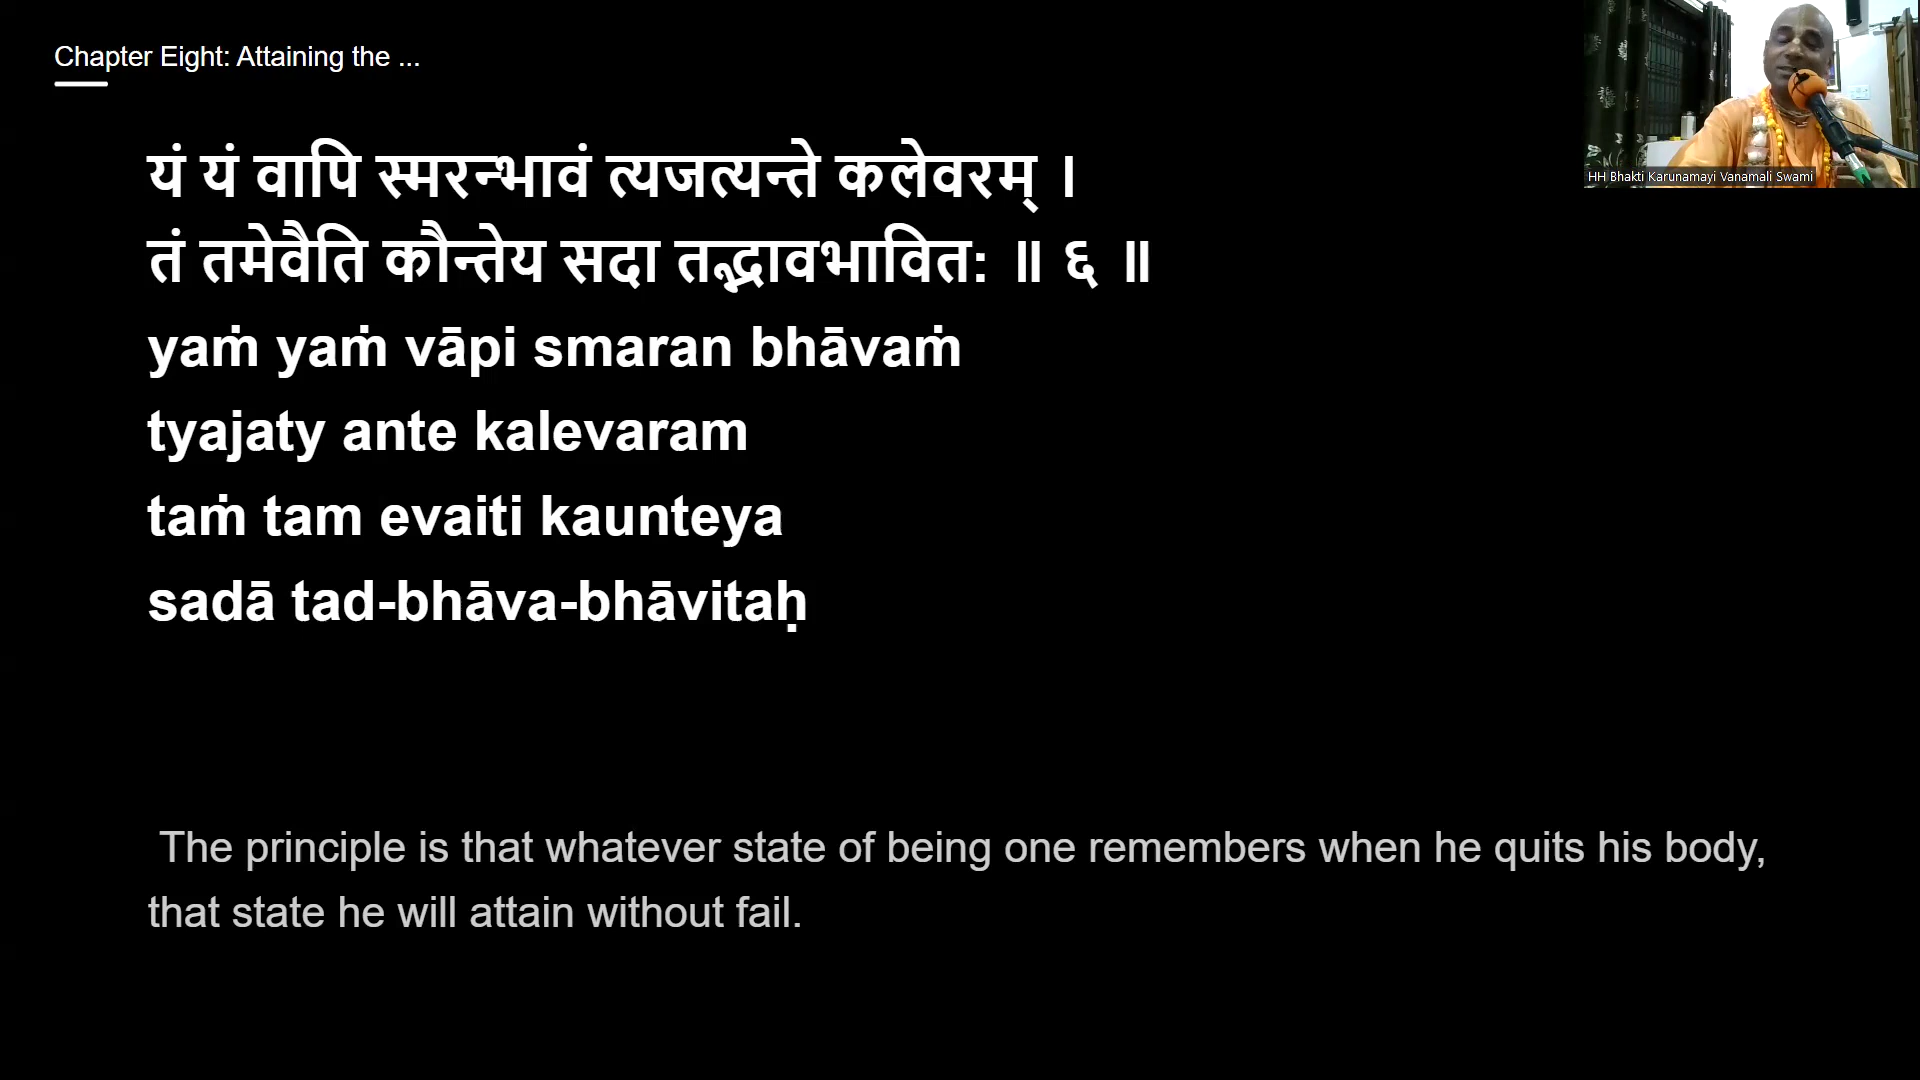 Chapter Eight: Attaining the ...
HH Bhakti Karunamayi Vanamali Swami
यं यं वापि स्मरन्भावं त्यजत्यन्ते कलेवरम् ।
तं तमेवैति कौन्तेय सदा तद्भ‍ावभावित: ॥ ६ ॥
yaṁ yaṁ vāpi smaran bhāvaṁ
tyajaty ante kalevaram
taṁ tam evaiti kaunteya
sadā tad-bhāva-bhāvitaḥ
The principle is that whatever state of being one remembers when he quits his body,
that state he will attain without fail.